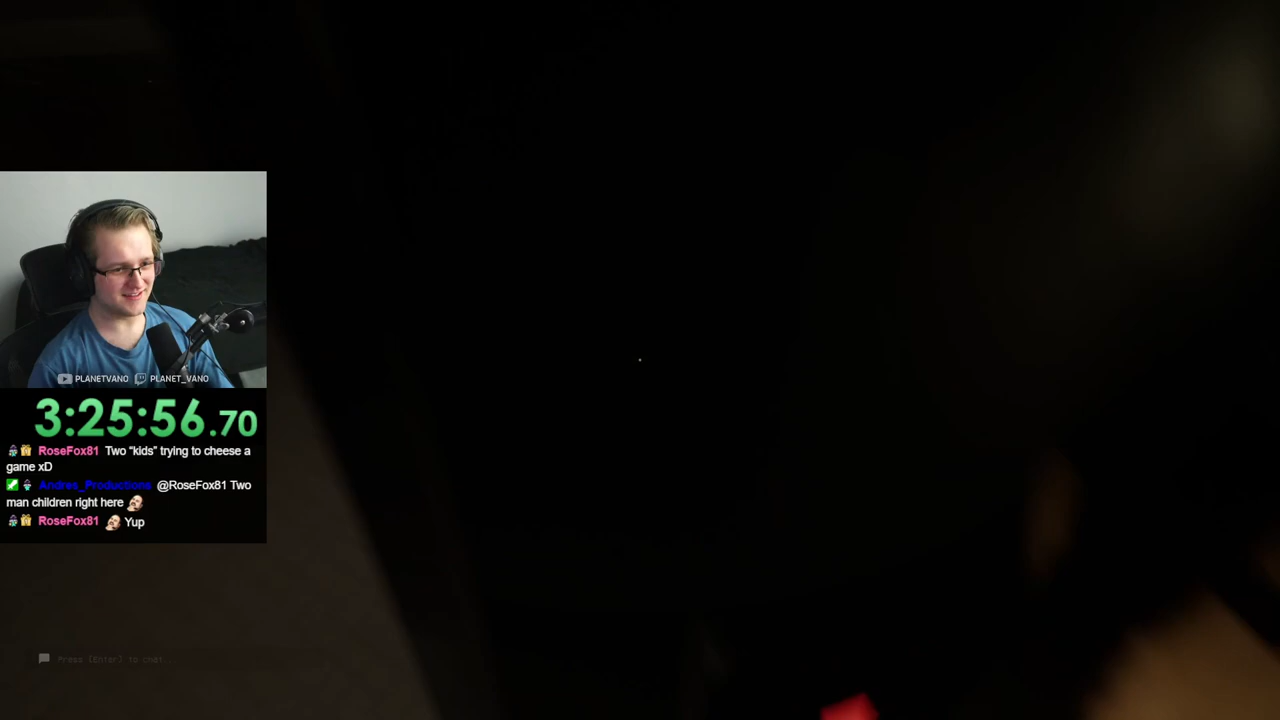 PLANETVANO PLANET_VANO
3:25:56.70
RoseFox81 Two “kids” trying to cheese a
game xD
Andres_Productions @RoseFox81 Two
man children right here
RoseFox81 Yup
Press [Enter] to chat...